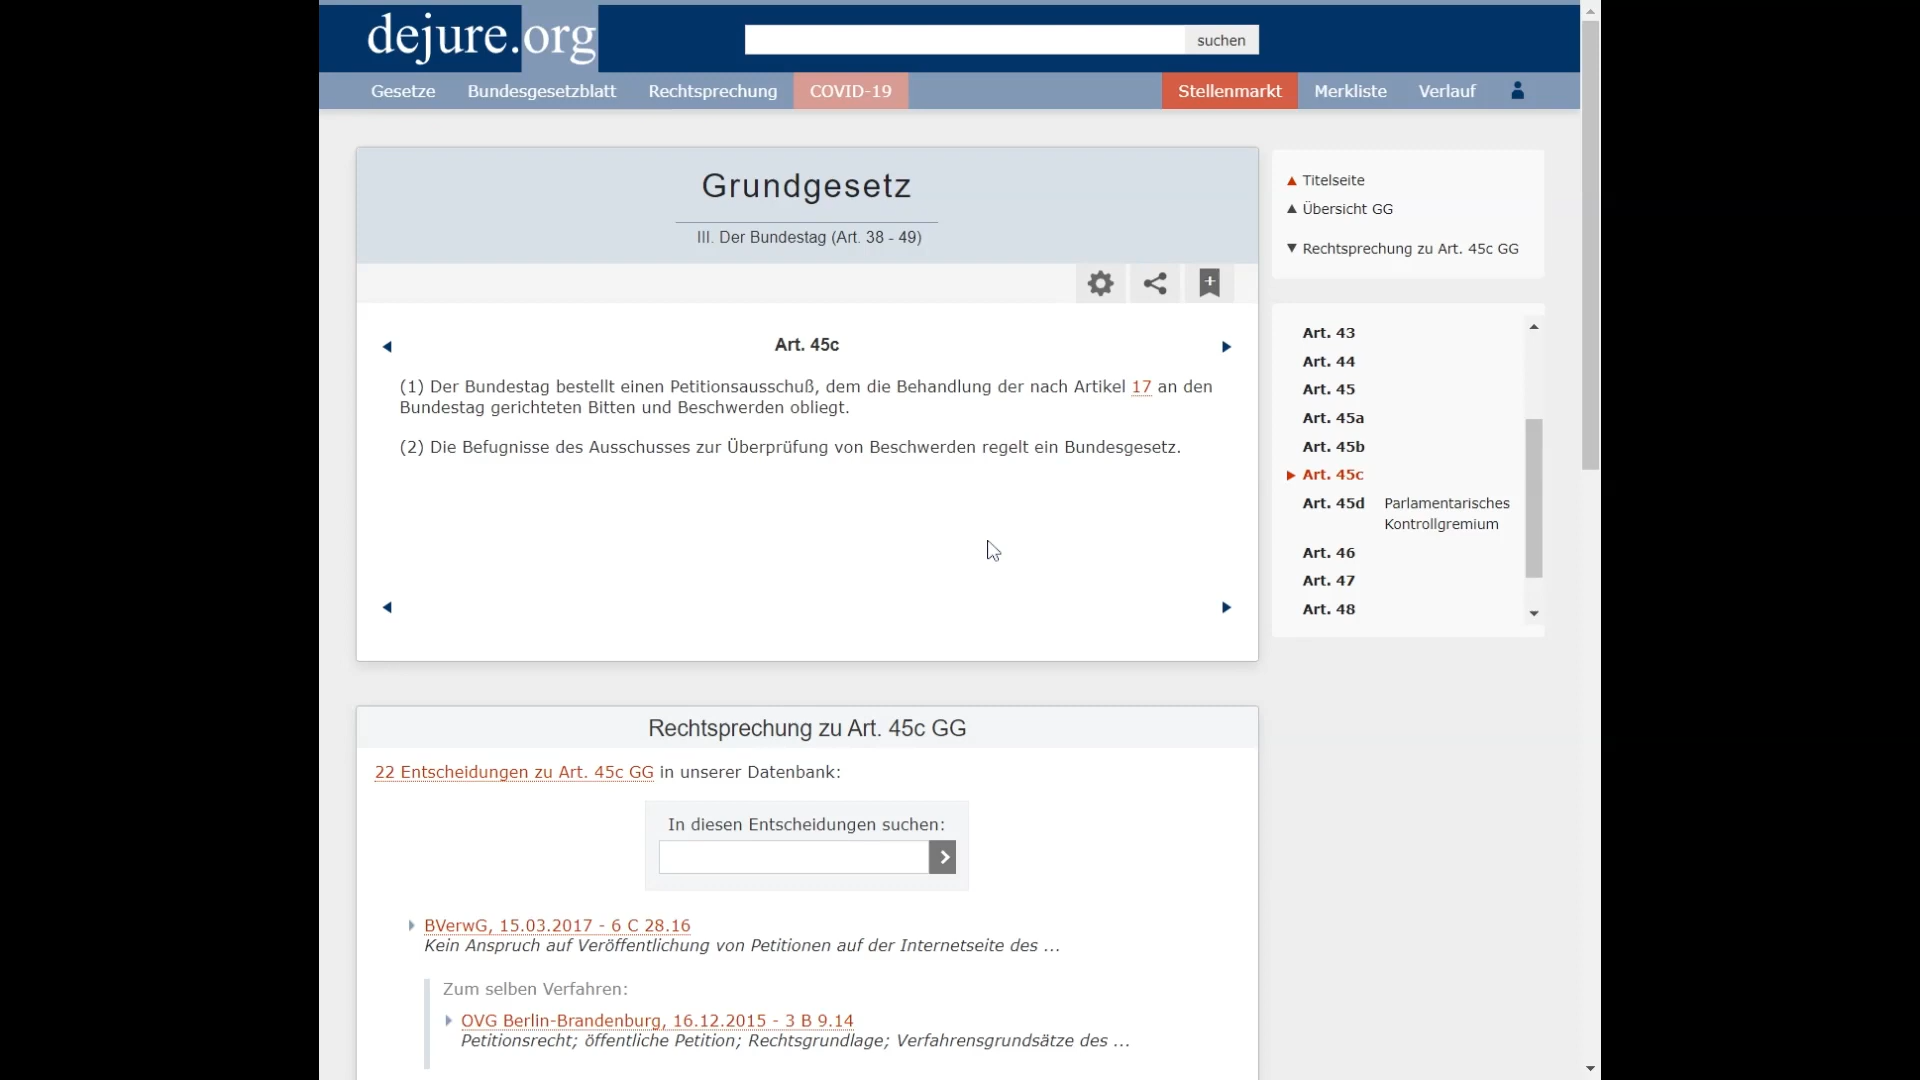 dejure.org
suchen
Gesetze Bundesgesetzblatt Rechtsprechung COVID-19 Stellenmarkt Merkliste Verlauf
Grundgesetz
III. Der Bundestag (Art. 38 - 49)
Art. 45c
(1) Der Bundestag bestellt einen Petitionsausschuß, dem die Behandlung der nach Artikel 17 an den
Bundestag gerichteten Bitten und Beschwerden obliegt.
(2) Die Befugnisse des Ausschusses zur Überprüfung von Beschwerden regelt ein Bundesgesetz.
Titelseite
Übersicht GG
Rechtsprechung zu Art. 45c GG
Art. 43
Art. 44
Art. 45
Art. 45a
Art. 45b
Art. 45c
Art. 45d Parlamentarisches
Kontrollgremium
Art. 46
Art. 47
Art. 48
Rechtsprechung zu Art. 45c GG
22 Entscheidungen zu Art. 45c GG in unserer Datenbank:
In diesen Entscheidungen suchen:
BVerwG, 15.03.2017 - 6 C 28.16
Kein Anspruch auf Veröffentlichung von Petitionen auf der Internetseite des ...
Zum selben Verfahren:
OVG Berlin-Brandenburg, 16.12.2015 - 3 B 9.14
Petitionsrecht; öffentliche Petition; Rechtsgrundlage; Verfahrensgrundsätze des ...